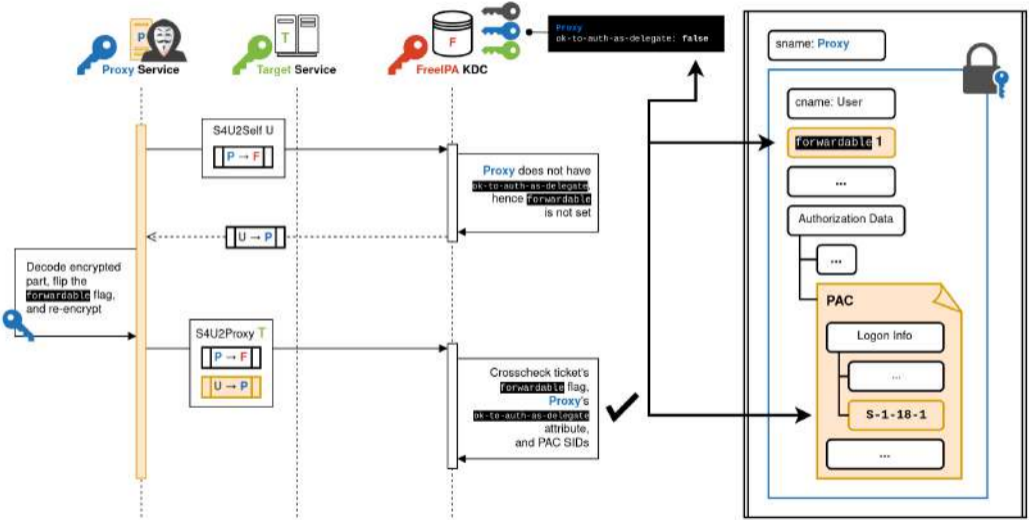 P
T
F
Proxy Service
Target Service
FreeIPA KDC
Proxy
ok-to-auth-as-delegate: false
S4U2Self U
P → F
Proxy does not have
ok-to-auth-as-delegate,
hence forwardable
is not set
U → P
Decode encrypted
part, flip the
forwardable flag,
and re-encrypt
S4U2Proxy T
P → F
U → P
Crosscheck ticket's
forwardable flag,
Proxy's
ok-to-auth-as-delegate
attribute,
and PAC SIDs
sname: Proxy
cname: User
forwardable 1
...
Authorization Data
...
PAC
Logon Info
...
S-1-18-1
...